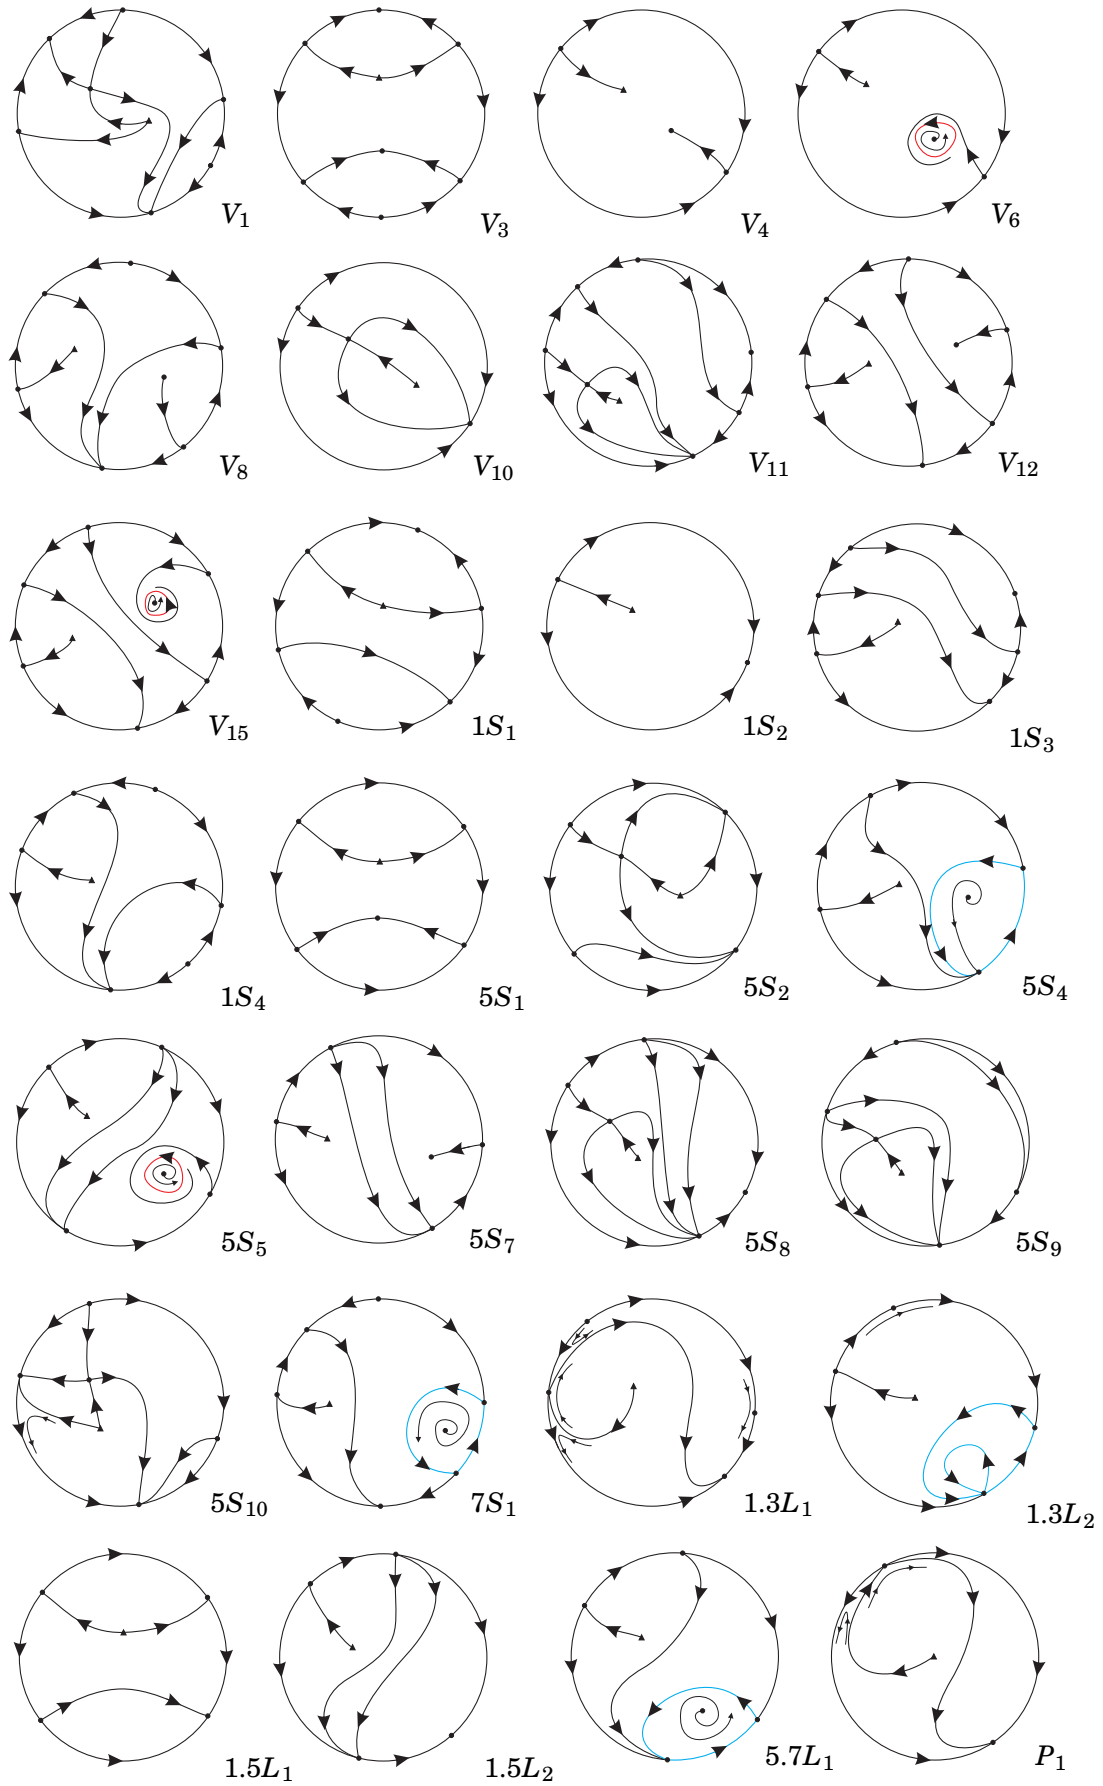 V₁ V₃ V₄ V₆
V₈ V₁₀ V₁₁ V₁₂
V₁₅ 1S₁ 1S₂ 1S₃
1S₄ 5S₁ 5S₂ 5S₄
5S₅ 5S₇ 5S₈ 5S₉
5S₁₀ 7S₁ 1.3L₁ 1.3L₂
1.5L₁ 1.5L₂ 5.7L₁ P₁